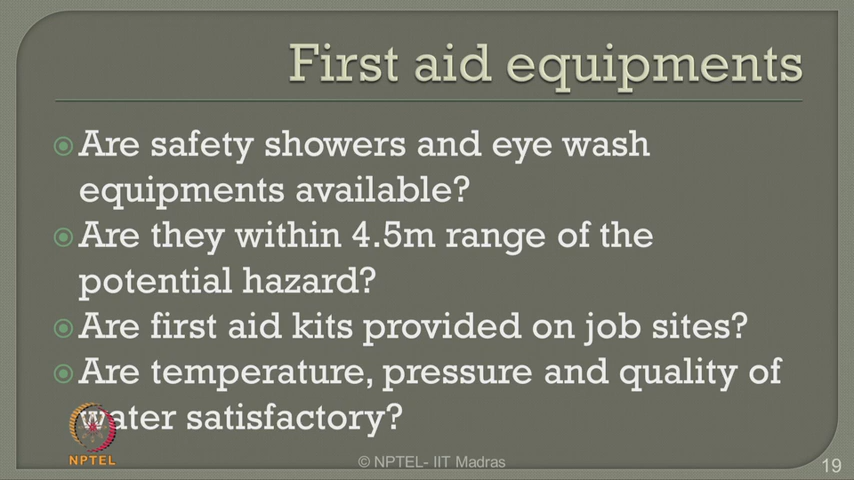 First aid equipments
Are safety showers and eye wash
equipments available?
Are they within 4.5m range of the
potential hazard?
Are first aid kits provided on job sites?
Are temperature, pressure and quality of
water satisfactory?
NPTEL
© NPTEL- IIT Madras
19